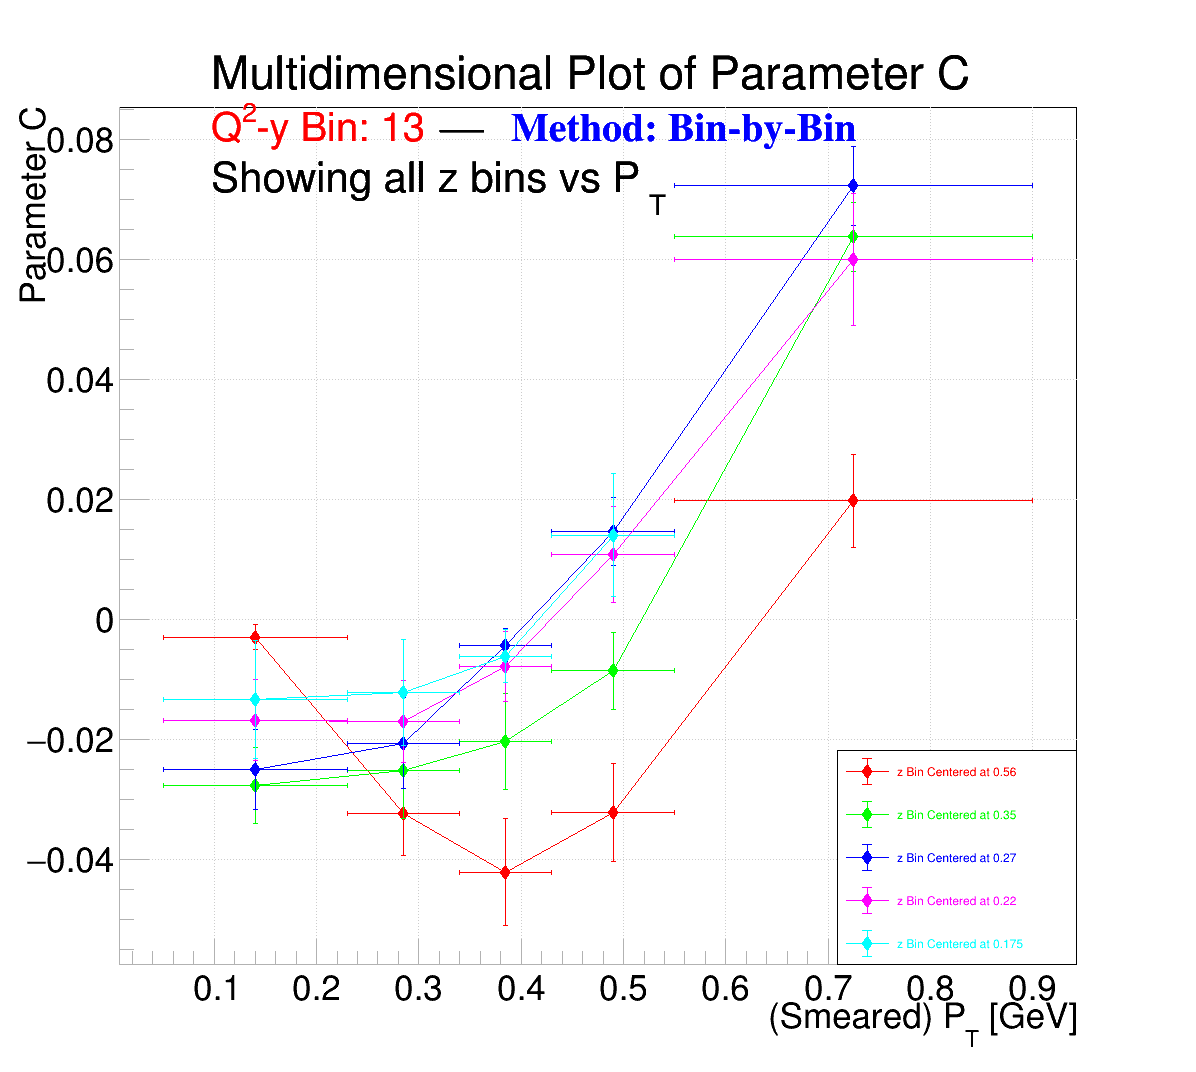 Multidimensional Plot of Parameter C
Q²-y Bin: 13 — Method: Bin-by-Bin
Showing all z bins vs P_T
Parameter C
0.08
0.06
0.04
0.02
0
−0.02
−0.04
z Bin Centered at 0.56
z Bin Centered at 0.35
z Bin Centered at 0.27
z Bin Centered at 0.22
z Bin Centered at 0.175
0.1 0.2 0.3 0.4 0.5 0.6 0.7 0.8 0.9
(Smeared) P_T [GeV]